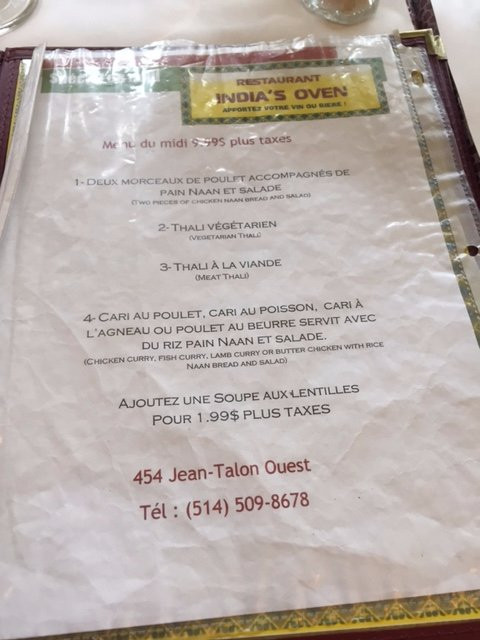 RESTAURANT
INDIA'S OVEN
APPORTEZ VOTRE VIN OU BIERE !
Menu du midi 9.99$ plus taxes
1- DEUX MORCEAUX DE POULET ACCOMPAGNÉS DE
PAIN NAAN ET SALADE
(TWO PIECES OF CHICKEN NAAN BREAD AND SALAD)
2- THALI VÉGÉTARIEN
(VEGETARIAN THALI)
3- THALI À LA VIANDE
(MEAT THALI)
4- CARI AU POULET, CARI AU POISSON, CARI À
L'AGNEAU OU POULET AU BEURRE SERVIT AVEC
DU RIZ PAIN NAAN ET SALADE.
(CHICKEN CURRY, FISH CURRY, LAMB CURRY OR BUTTER CHICKEN WITH RICE
NAAN BREAD AND SALAD)
AJOUTEZ UNE SOUPE AUX LENTILLES
POUR 1.99$ PLUS TAXES
454 Jean-Talon Ouest
Tél : (514) 509-8678